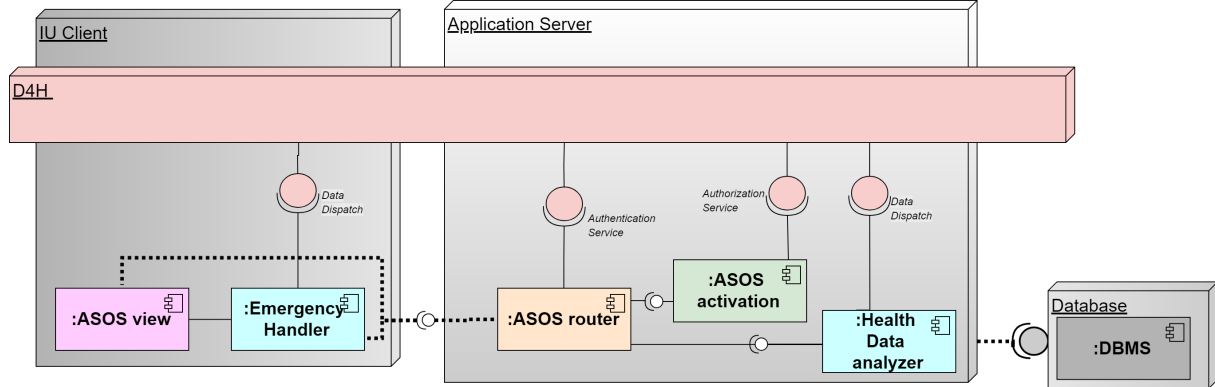 IU Client
Application Server
D4H
Data
Dispatch
Authentication
Service
Authorization
Service
Data
Dispatch
:ASOS view
:Emergency
Handler
:ASOS router
:ASOS
activation
:Health
Data
analyzer
Database
:DBMS